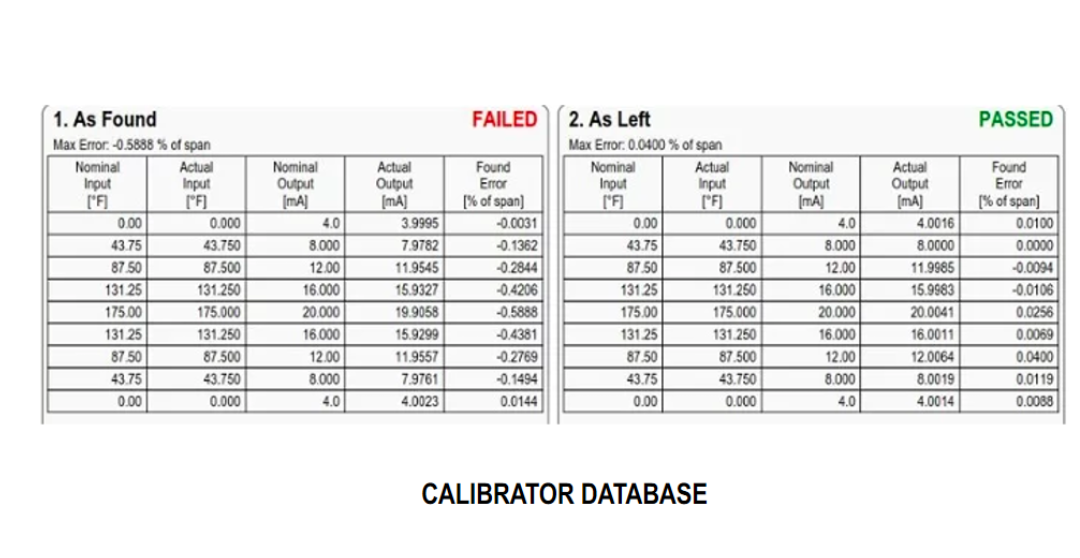 1. As Found FAILED
Max Error: -0.5888 % of span
Nominal Input [°F] Actual Input [°F] Nominal Output [mA] Actual Output [mA] Found Error [% of span]
0.00 0.000 4.0 3.9995 -0.0031
43.75 43.750 8.000 7.9782 -0.1362
87.50 87.500 12.00 11.9545 -0.2844
131.25 131.250 16.000 15.9327 -0.4206
175.00 175.000 20.000 19.9058 -0.5888
131.25 131.250 16.000 15.9299 -0.4381
87.50 87.500 12.00 11.9557 -0.2769
43.75 43.750 8.000 7.9761 -0.1494
0.00 0.000 4.0 4.0023 0.0144
2. As Left PASSED
Max Error: 0.0400 % of span
Nominal Input [°F] Actual Input [°F] Nominal Output [mA] Actual Output [mA] Found Error [% of span]
0.00 0.000 4.0 4.0016 0.0100
43.75 43.750 8.000 8.0000 0.0000
87.50 87.500 12.00 11.9985 -0.0094
131.25 131.250 16.000 15.9983 -0.0106
175.00 175.000 20.000 20.0041 0.0256
131.25 131.250 16.000 16.0011 0.0069
87.50 87.500 12.00 12.0064 0.0400
43.75 43.750 8.000 8.0019 0.0119
0.00 0.000 4.0 4.0014 0.0088
CALIBRATOR DATABASE